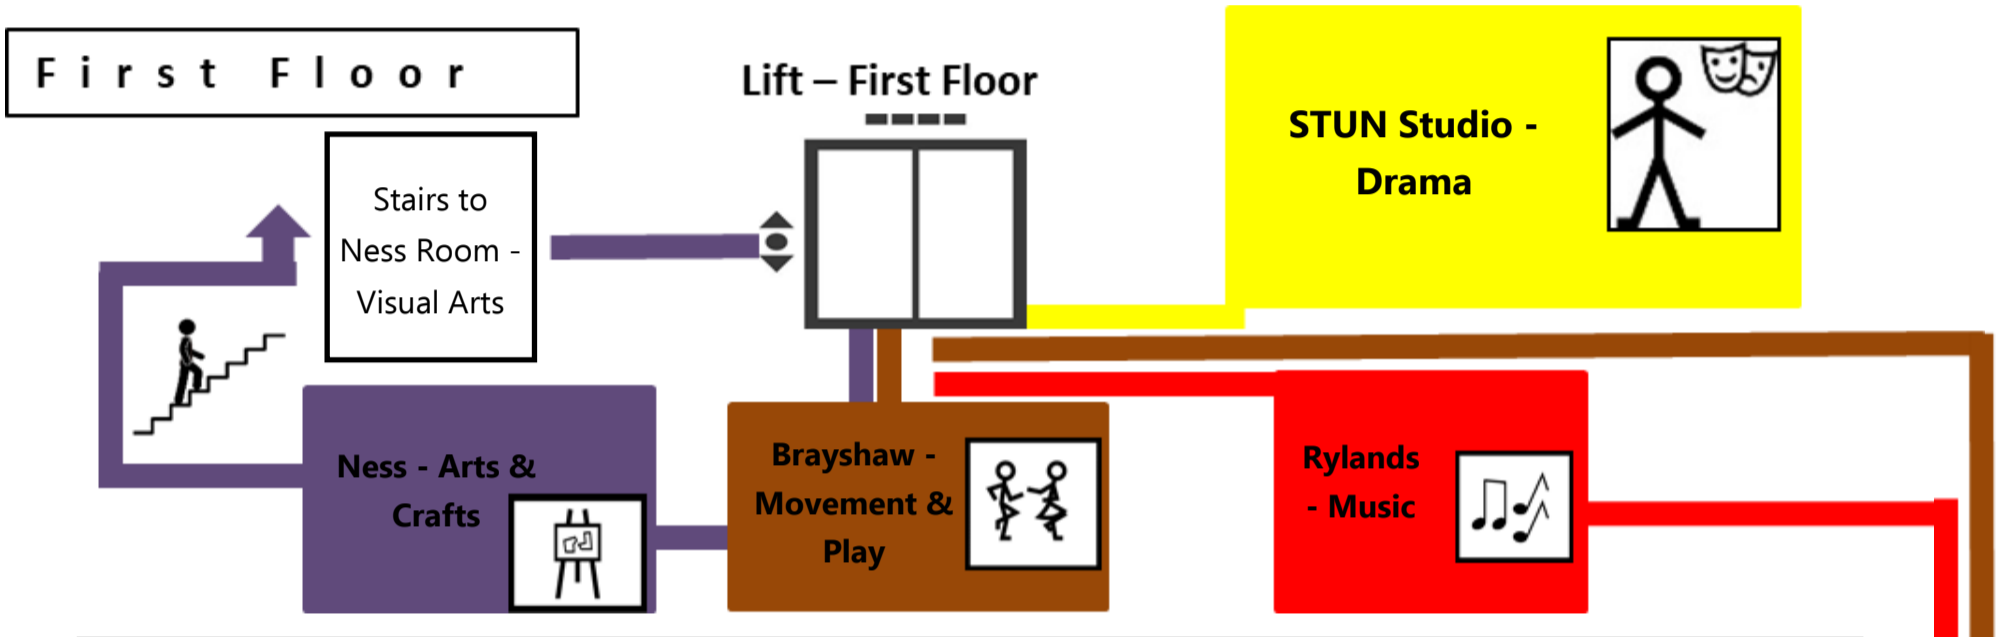 First Floor
Lift – First Floor
STUN Studio -
Drama
Stairs to
Ness Room -
Visual Arts
Ness - Arts &
Crafts
Brayshaw -
Movement &
Play
Rylands
- Music